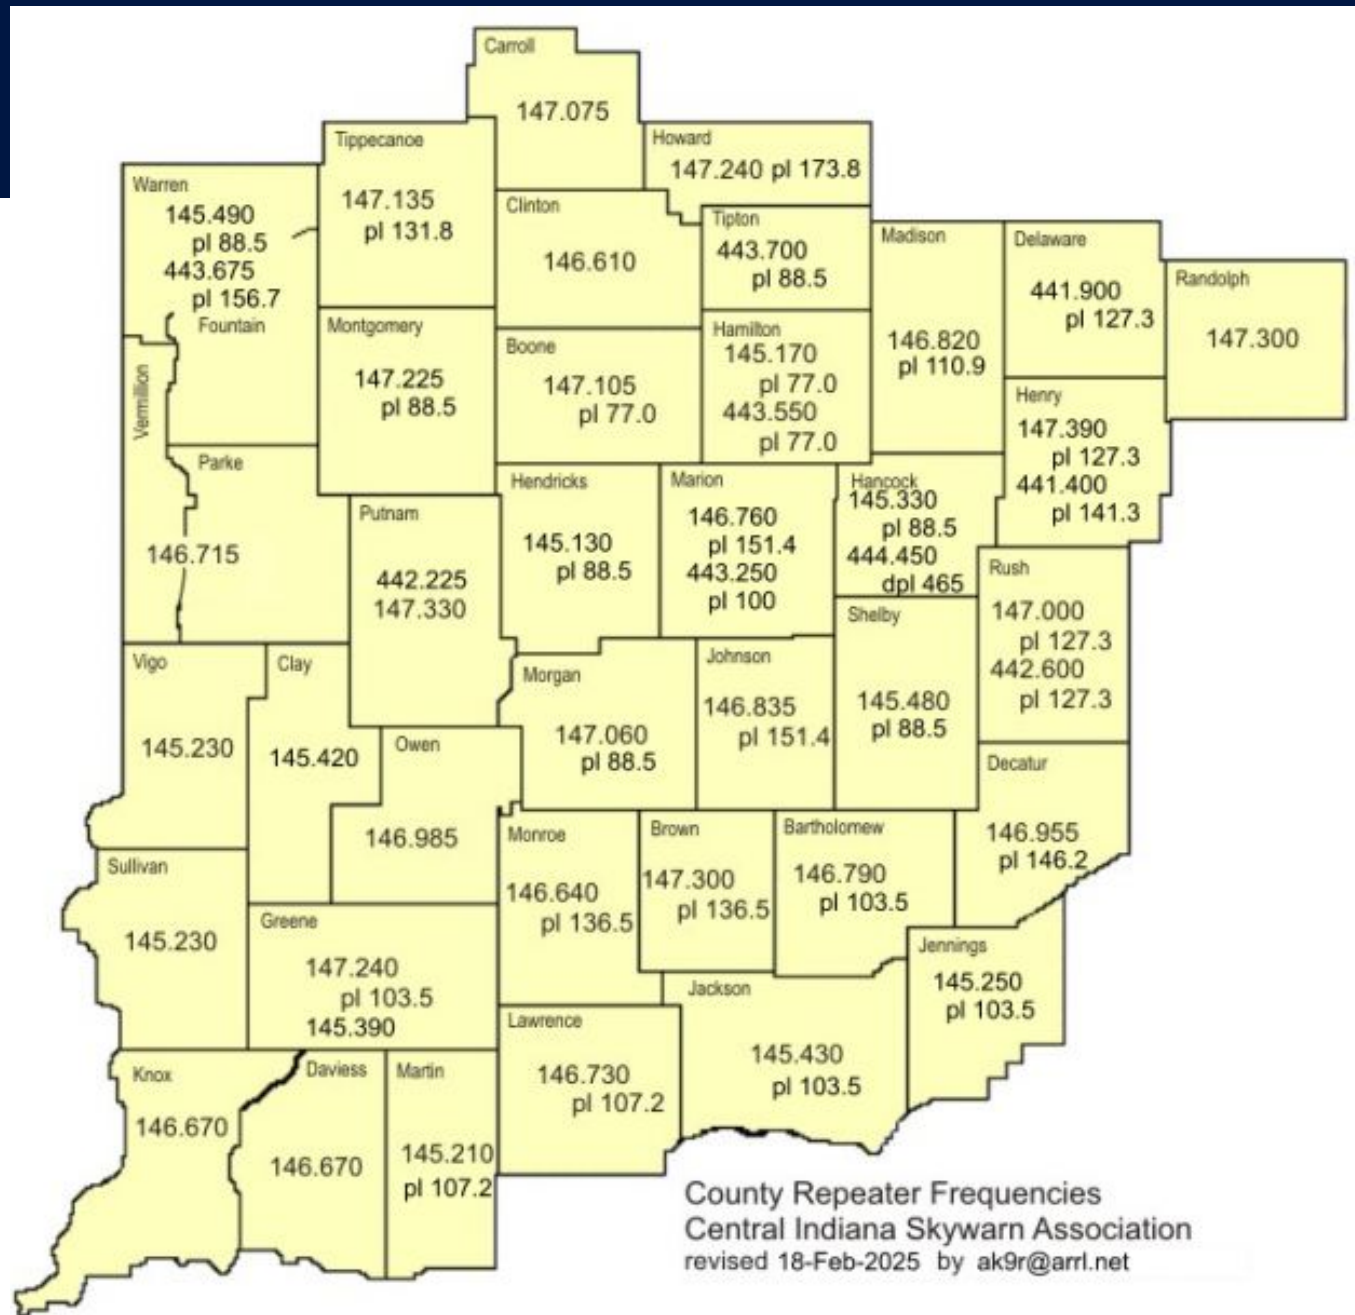 Carroll
147.075
Tippecanoe
147.135
pl 131.8
Howard
147.240 pl 173.8
Warren
145.490
pl 88.5
443.675
pl 156.7
Fountain
Clinton
146.610
Tipton
443.700
pl 88.5
Madison
146.820
pl 110.9
Delaware
441.900
pl 127.3
Randolph
147.300
Montgomery
147.225
pl 88.5
Boone
147.105
pl 77.0
Hamilton
145.170
pl 77.0
443.550
pl 77.0
Henry
147.390
pl 127.3
441.400
pl 141.3
Vermillion
Parke
146.715
Putnam
442.225
147.330
Hendricks
145.130
pl 88.5
Marion
146.760
pl 151.4
443.250
pl 100
Hancock
145.330
pl 88.5
444.450
dpl 465
Rush
147.000
pl 127.3
442.600
pl 127.3
Shelby
145.480
pl 88.5
Vigo
145.230
Clay
145.420
Owen
146.985
Morgan
147.060
pl 88.5
Johnson
146.835
pl 151.4
Decatur
146.955
pl 146.2
Sullivan
145.230
Greene
147.240
pl 103.5
145.390
Monroe
146.640
pl 136.5
Brown
147.300
pl 136.5
Bartholomew
146.790
pl 103.5
Jennings
145.250
pl 103.5
Jackson
145.430
pl 103.5
Lawrence
146.730
pl 107.2
Knox
146.670
Daviess
146.670
Martin
145.210
pl 107.2
County Repeater Frequencies
Central Indiana Skywarn Association
revised 18-Feb-2025 by ak9r@arrl.net